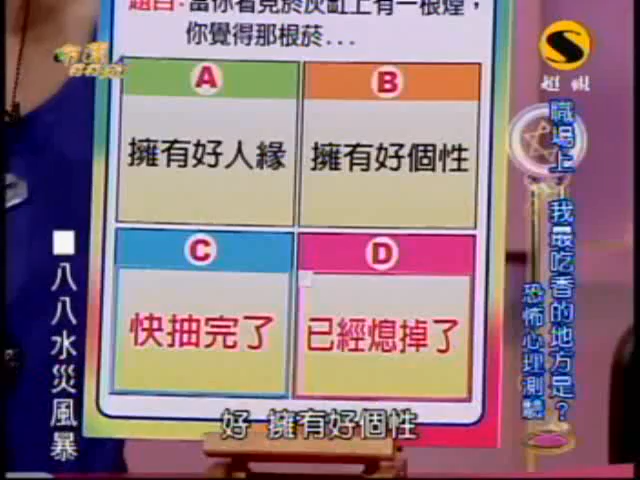 題目:當你看見菸灰缸上有一根煙，
你覺得那根菸...
A
B
擁有好人緣
擁有好個性
C
D
快抽完了
已經熄掉了
好 擁有好個性
■八八水災風暴
S
超視
職場上 我最吃香的地方是?
恐怖心理測驗